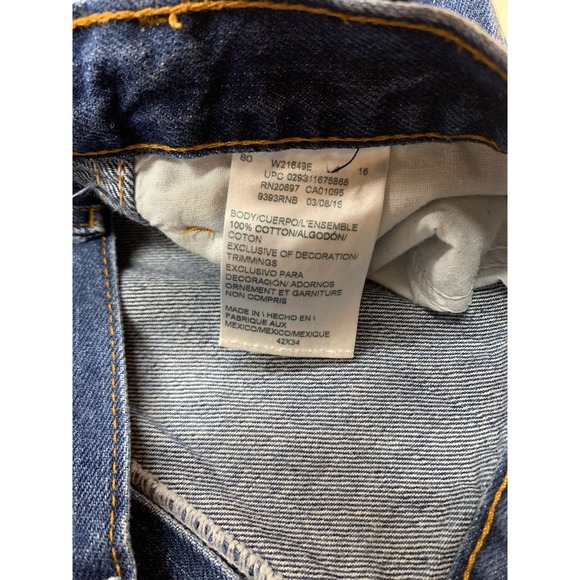 80 W21649E 16
UPC 029311675866
RN20697 CA01095
9393RNB 03/08/16
BODY/CUERPO/L'ENSEMBLE
100% COTTON/ALGODÓN/
COTON
EXCLUSIVE OF DECORATION/
TRIMMINGS
EXCLUSIVO PARA
DECORACIÓN/ ADORNOS
ORNEMENT ET GARNITURE
NON COMPRIS
MADE IN \ HECHO EN \
FABRIQUE AUX
MEXICO/MEXICO/MEXIQUE
42X34